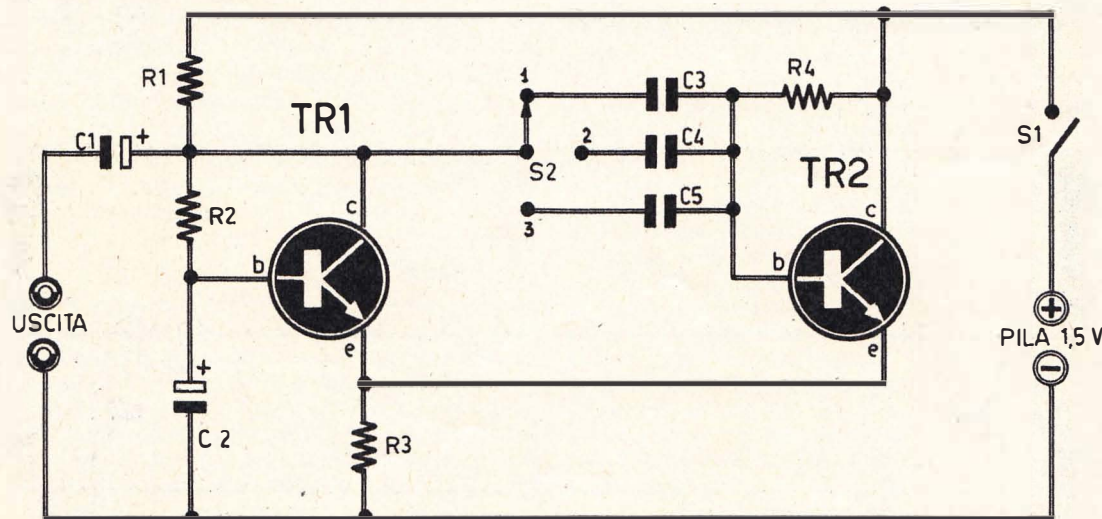 R1
C1 +
TR1
R2
c
b
e
USCITA
+
C 2
R3
1
S2
2
3
C3
C4
C5
R4
TR2
c
b
e
S1
+
PILA 1,5 V
−